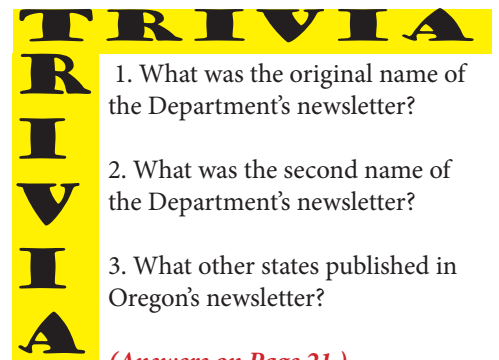 TRIVIA
RIVIA
1. What was the original name of
the Department's newsletter?
2. What was the second name of
the Department's newsletter?
3. What other states published in
Oregon's newsletter?
(Answers on Page 21.)